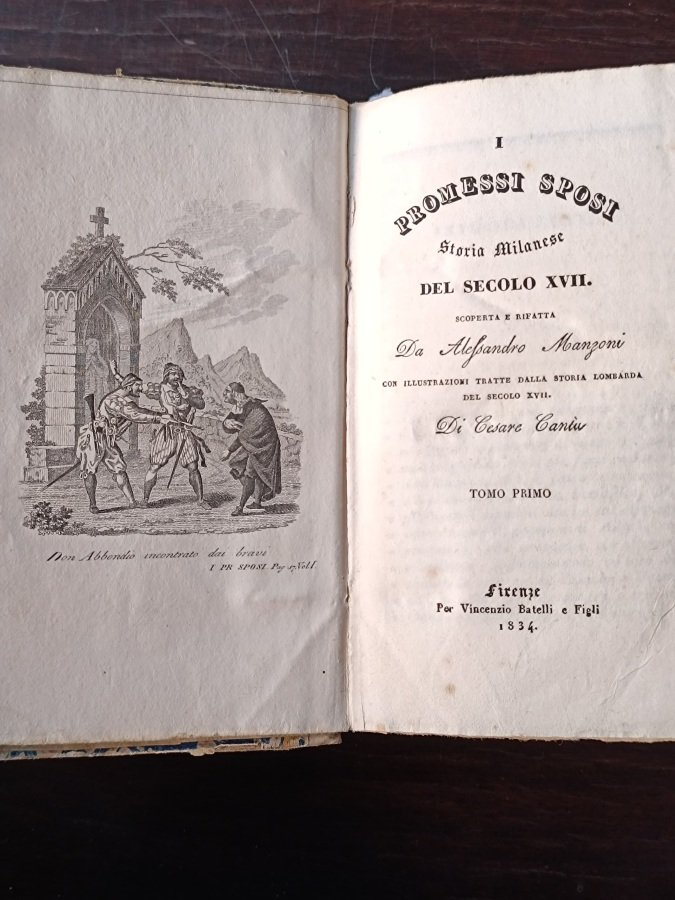 Don Abbondio incontrato dai bravi
I PR SPOSI Pag 17. Vol I.
I
PROMESSI SPOSI
Storia Milanese
DEL SECOLO XVII.
SCOPERTA E RIFATTA
Da Alessandro Manzoni
CON ILLUSTRAZIONI TRATTE DALLA STORIA LOMBARDA
DEL SECOLO XVII.
Di Cesare Cantù
TOMO PRIMO
Firenze
Por Vincenzio Batelli e Figli
1834.